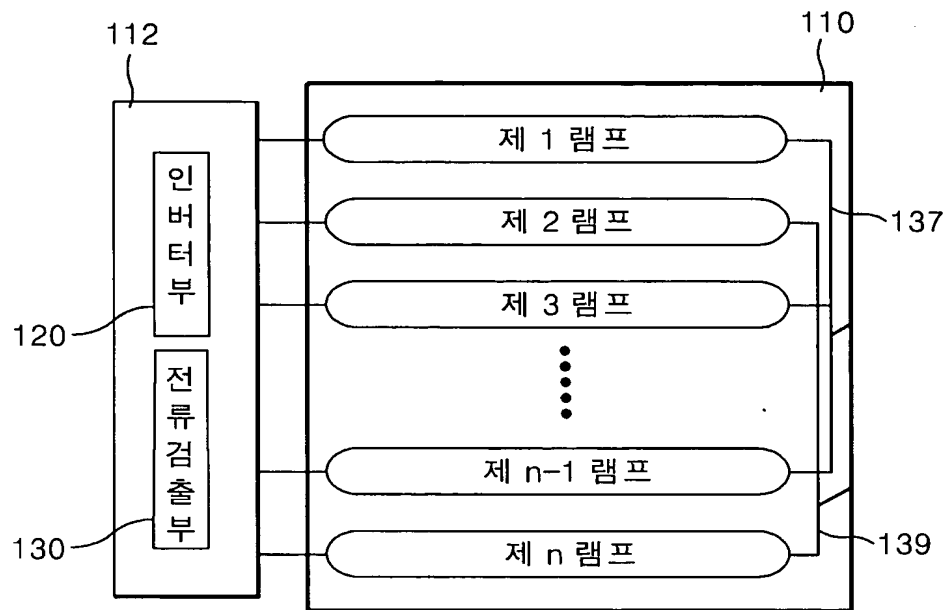 112
110
제 1 램프
제 2 램프
137
인버터부
제 3 램프
120
전류검출부
제 n-1 램프
130
제 n 램프
139